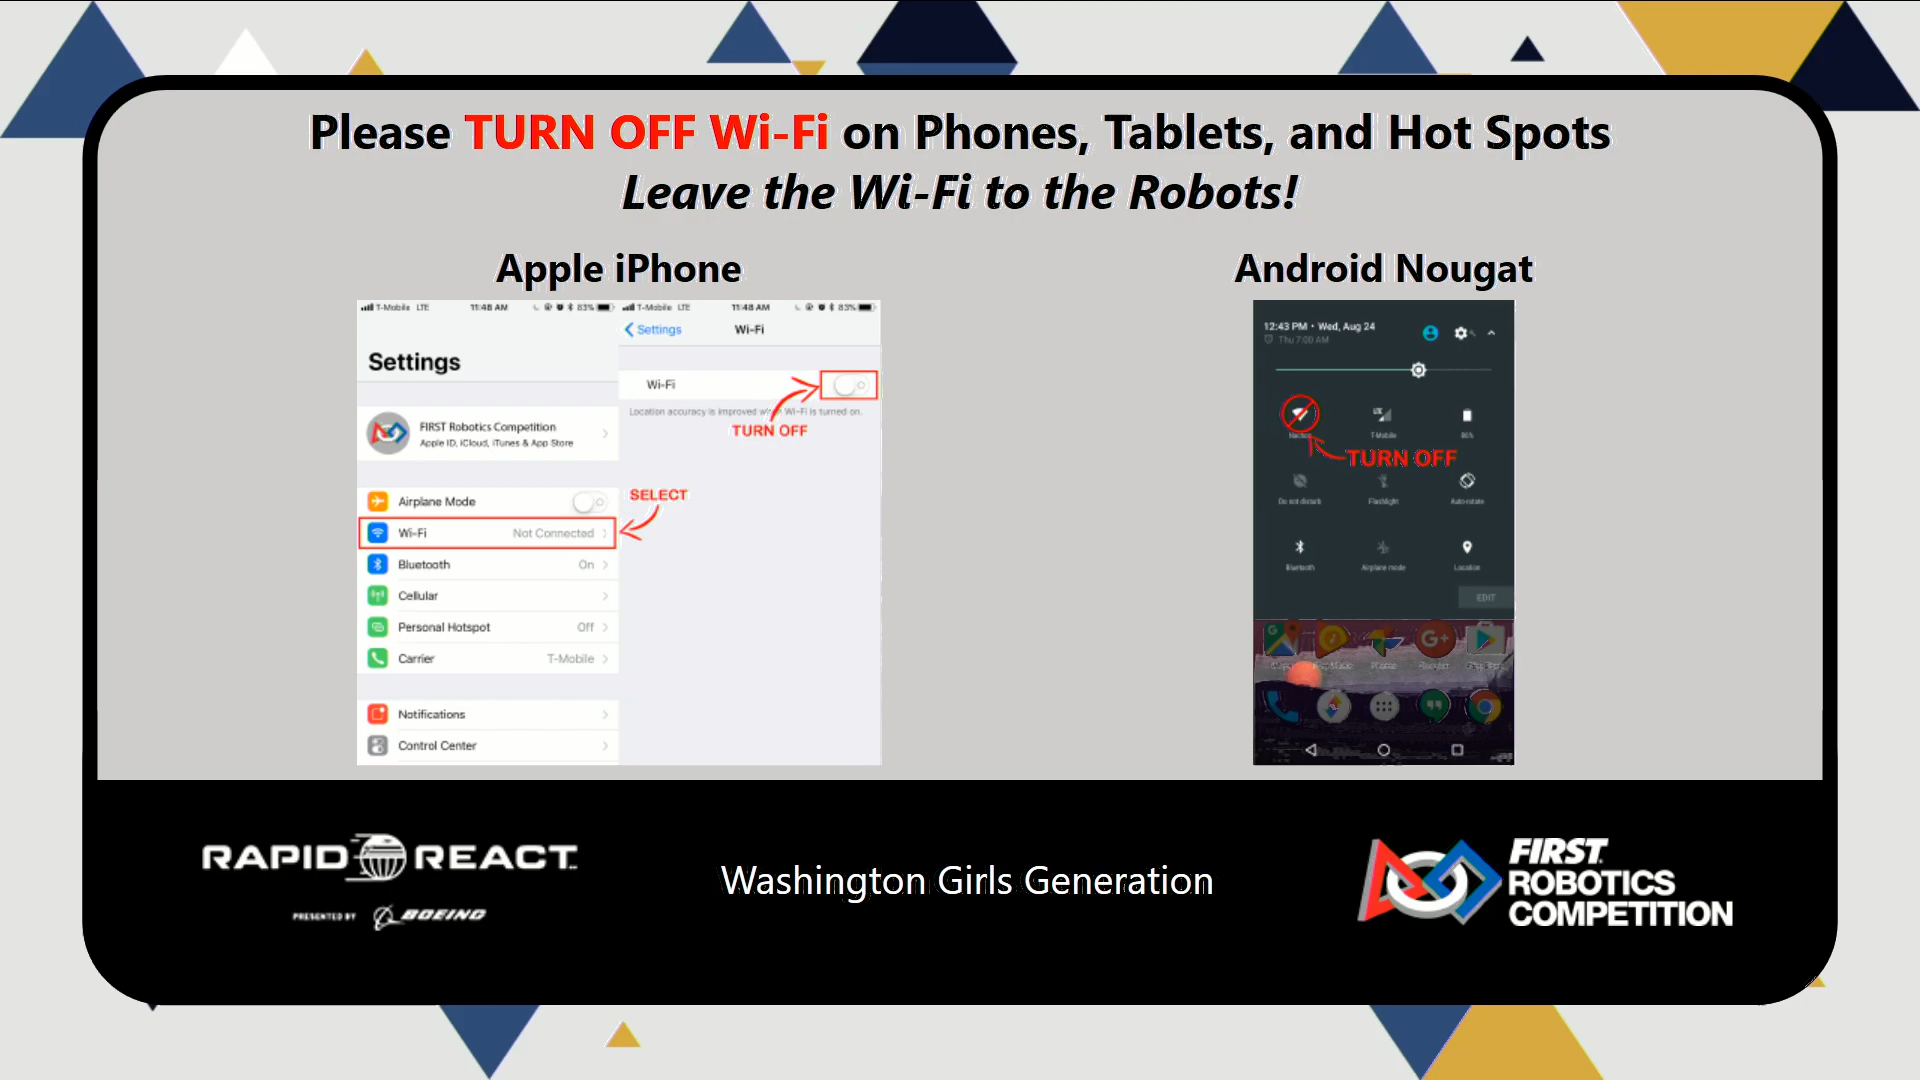 Please TURN OFF Wi-Fi on Phones, Tablets, and Hot Spots
Leave the Wi-Fi to the Robots!
Apple iPhone
T-Mobile LTE 11:48 AM 83%
Settings
FIRST Robotics Competition
Apple ID, iCloud, iTunes & App Store
Airplane Mode
Wi-Fi Not Connected
Bluetooth On
Cellular
Personal Hotspot Off
Carrier T-Mobile
Notifications
Control Center
T-Mobile LTE 11:48 AM 83%
Settings Wi-Fi
Wi-Fi
Location accuracy is improved when Wi-Fi is turned on.
TURN OFF
SELECT
Android Nougat
12:43 PM • Wed, Aug 24
Thu 7:00 AM
LTE
T-Mobile 86%
TURN OFF
Do not disturb Flashlight Auto-rotate
Bluetooth Airplane mode Location
EDIT
G+
Photos
RAPID REACT
PRESENTED BY BOEING
Washington Girls Generation
FIRST
ROBOTICS
COMPETITION